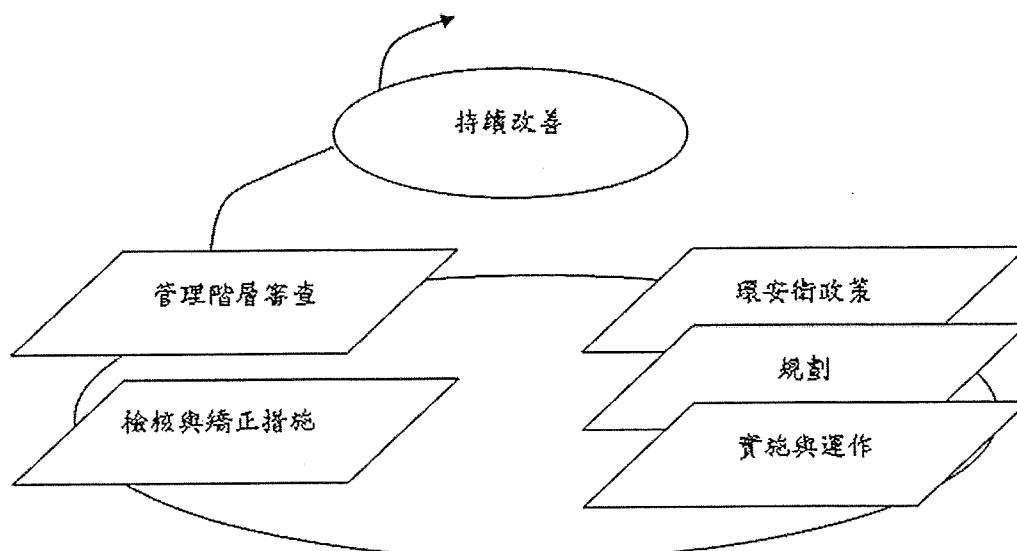 持續改善
管理階層審查
環安衛政策
規劃
檢核與矯正措施
實施與運作